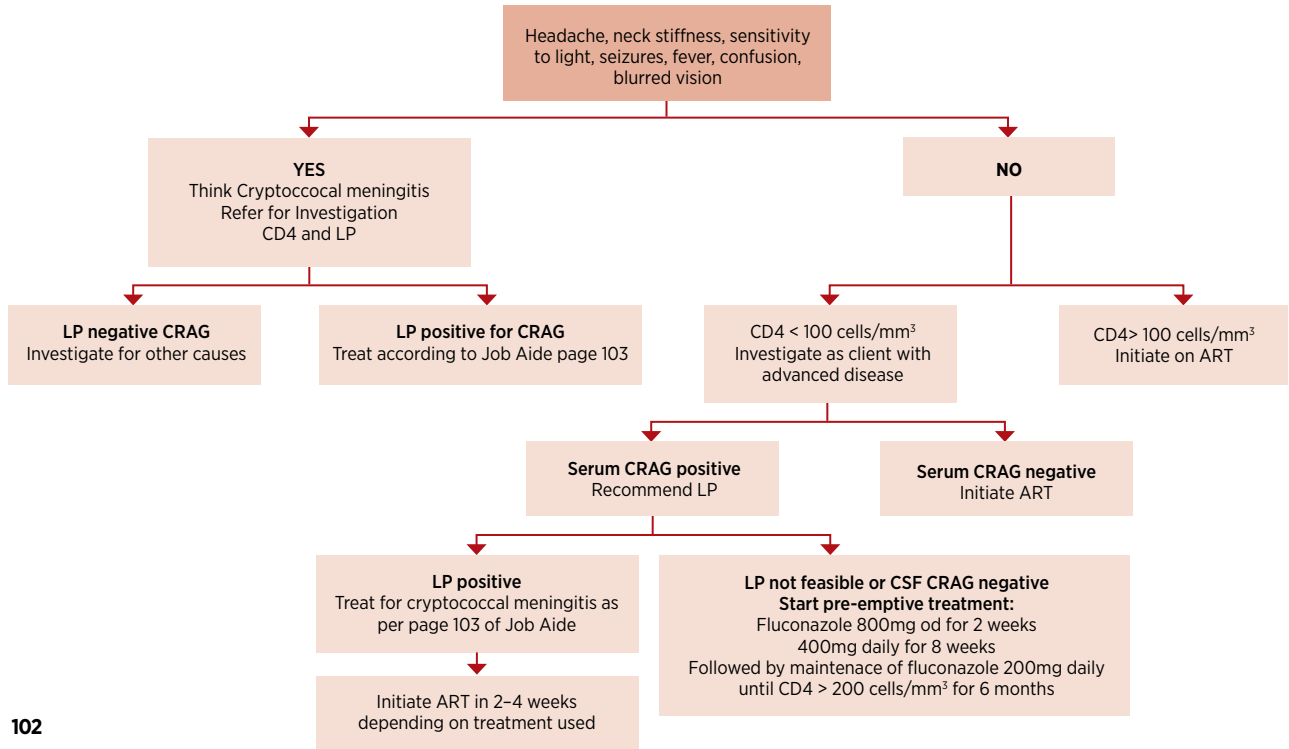 Headache, neck stiffness, sensitivity
to light, seizures, fever, confusion,
blurred vision
YES
Think Cryptoccocal meningitis
Refer for Investigation
CD4 and LP
NO
LP negative CRAG
Investigate for other causes
LP positive for CRAG
Treat according to Job Aide page 103
CD4 < 100 cells/mm³
Investigate as client with
advanced disease
CD4> 100 cells/mm³
Initiate on ART
Serum CRAG positive
Recommend LP
Serum CRAG negative
Initiate ART
LP positive
Treat for cryptococcal meningitis as
per page 103 of Job Aide
LP not feasible or CSF CRAG negative
Start pre-emptive treatment:
Fluconazole 800mg od for 2 weeks
400mg daily for 8 weeks
Followed by maintenace of fluconazole 200mg daily
until CD4 > 200 cells/mm³ for 6 months
Initiate ART in 2–4 weeks
depending on treatment used
102